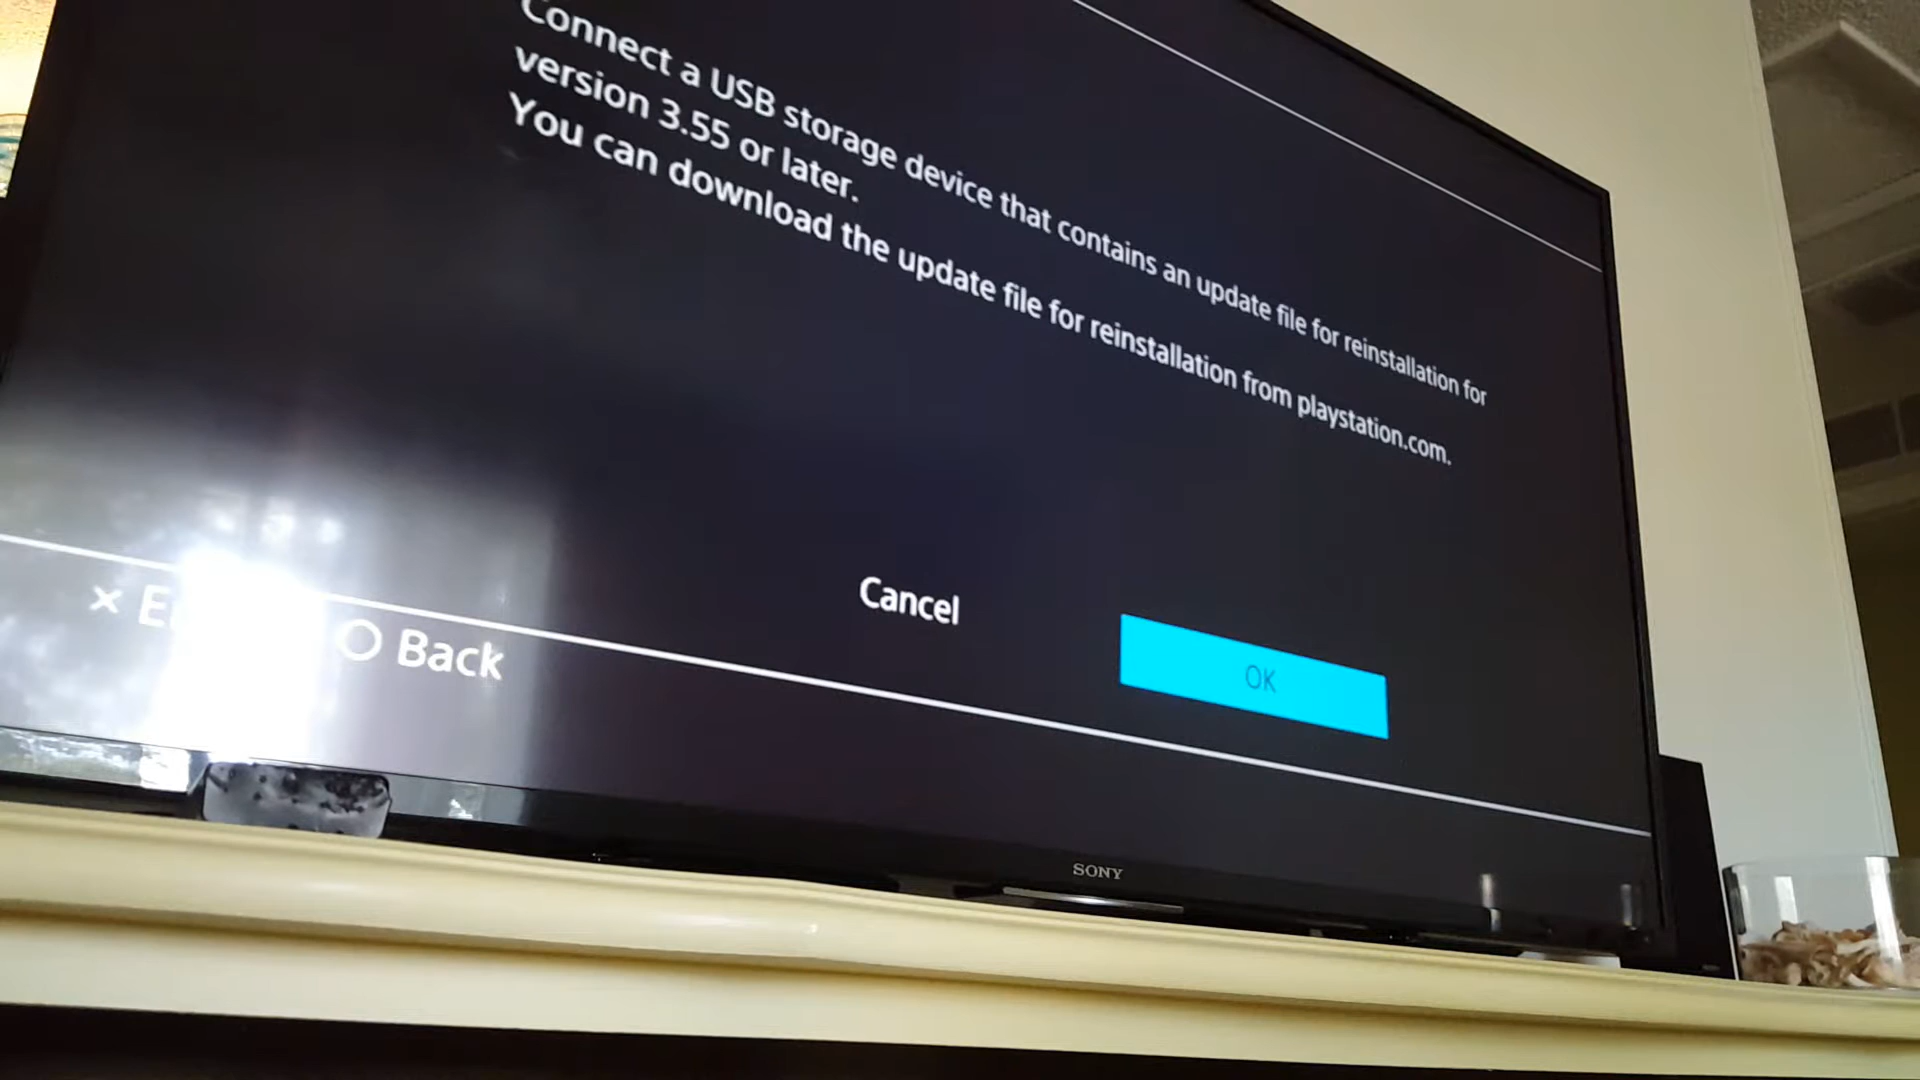 Connect a USB storage device that contains an update file for reinstallation for
version 3.55 or later.
You can download the update file for reinstallation from playstation.com.
Cancel
OK
× E
○ Back
SONY